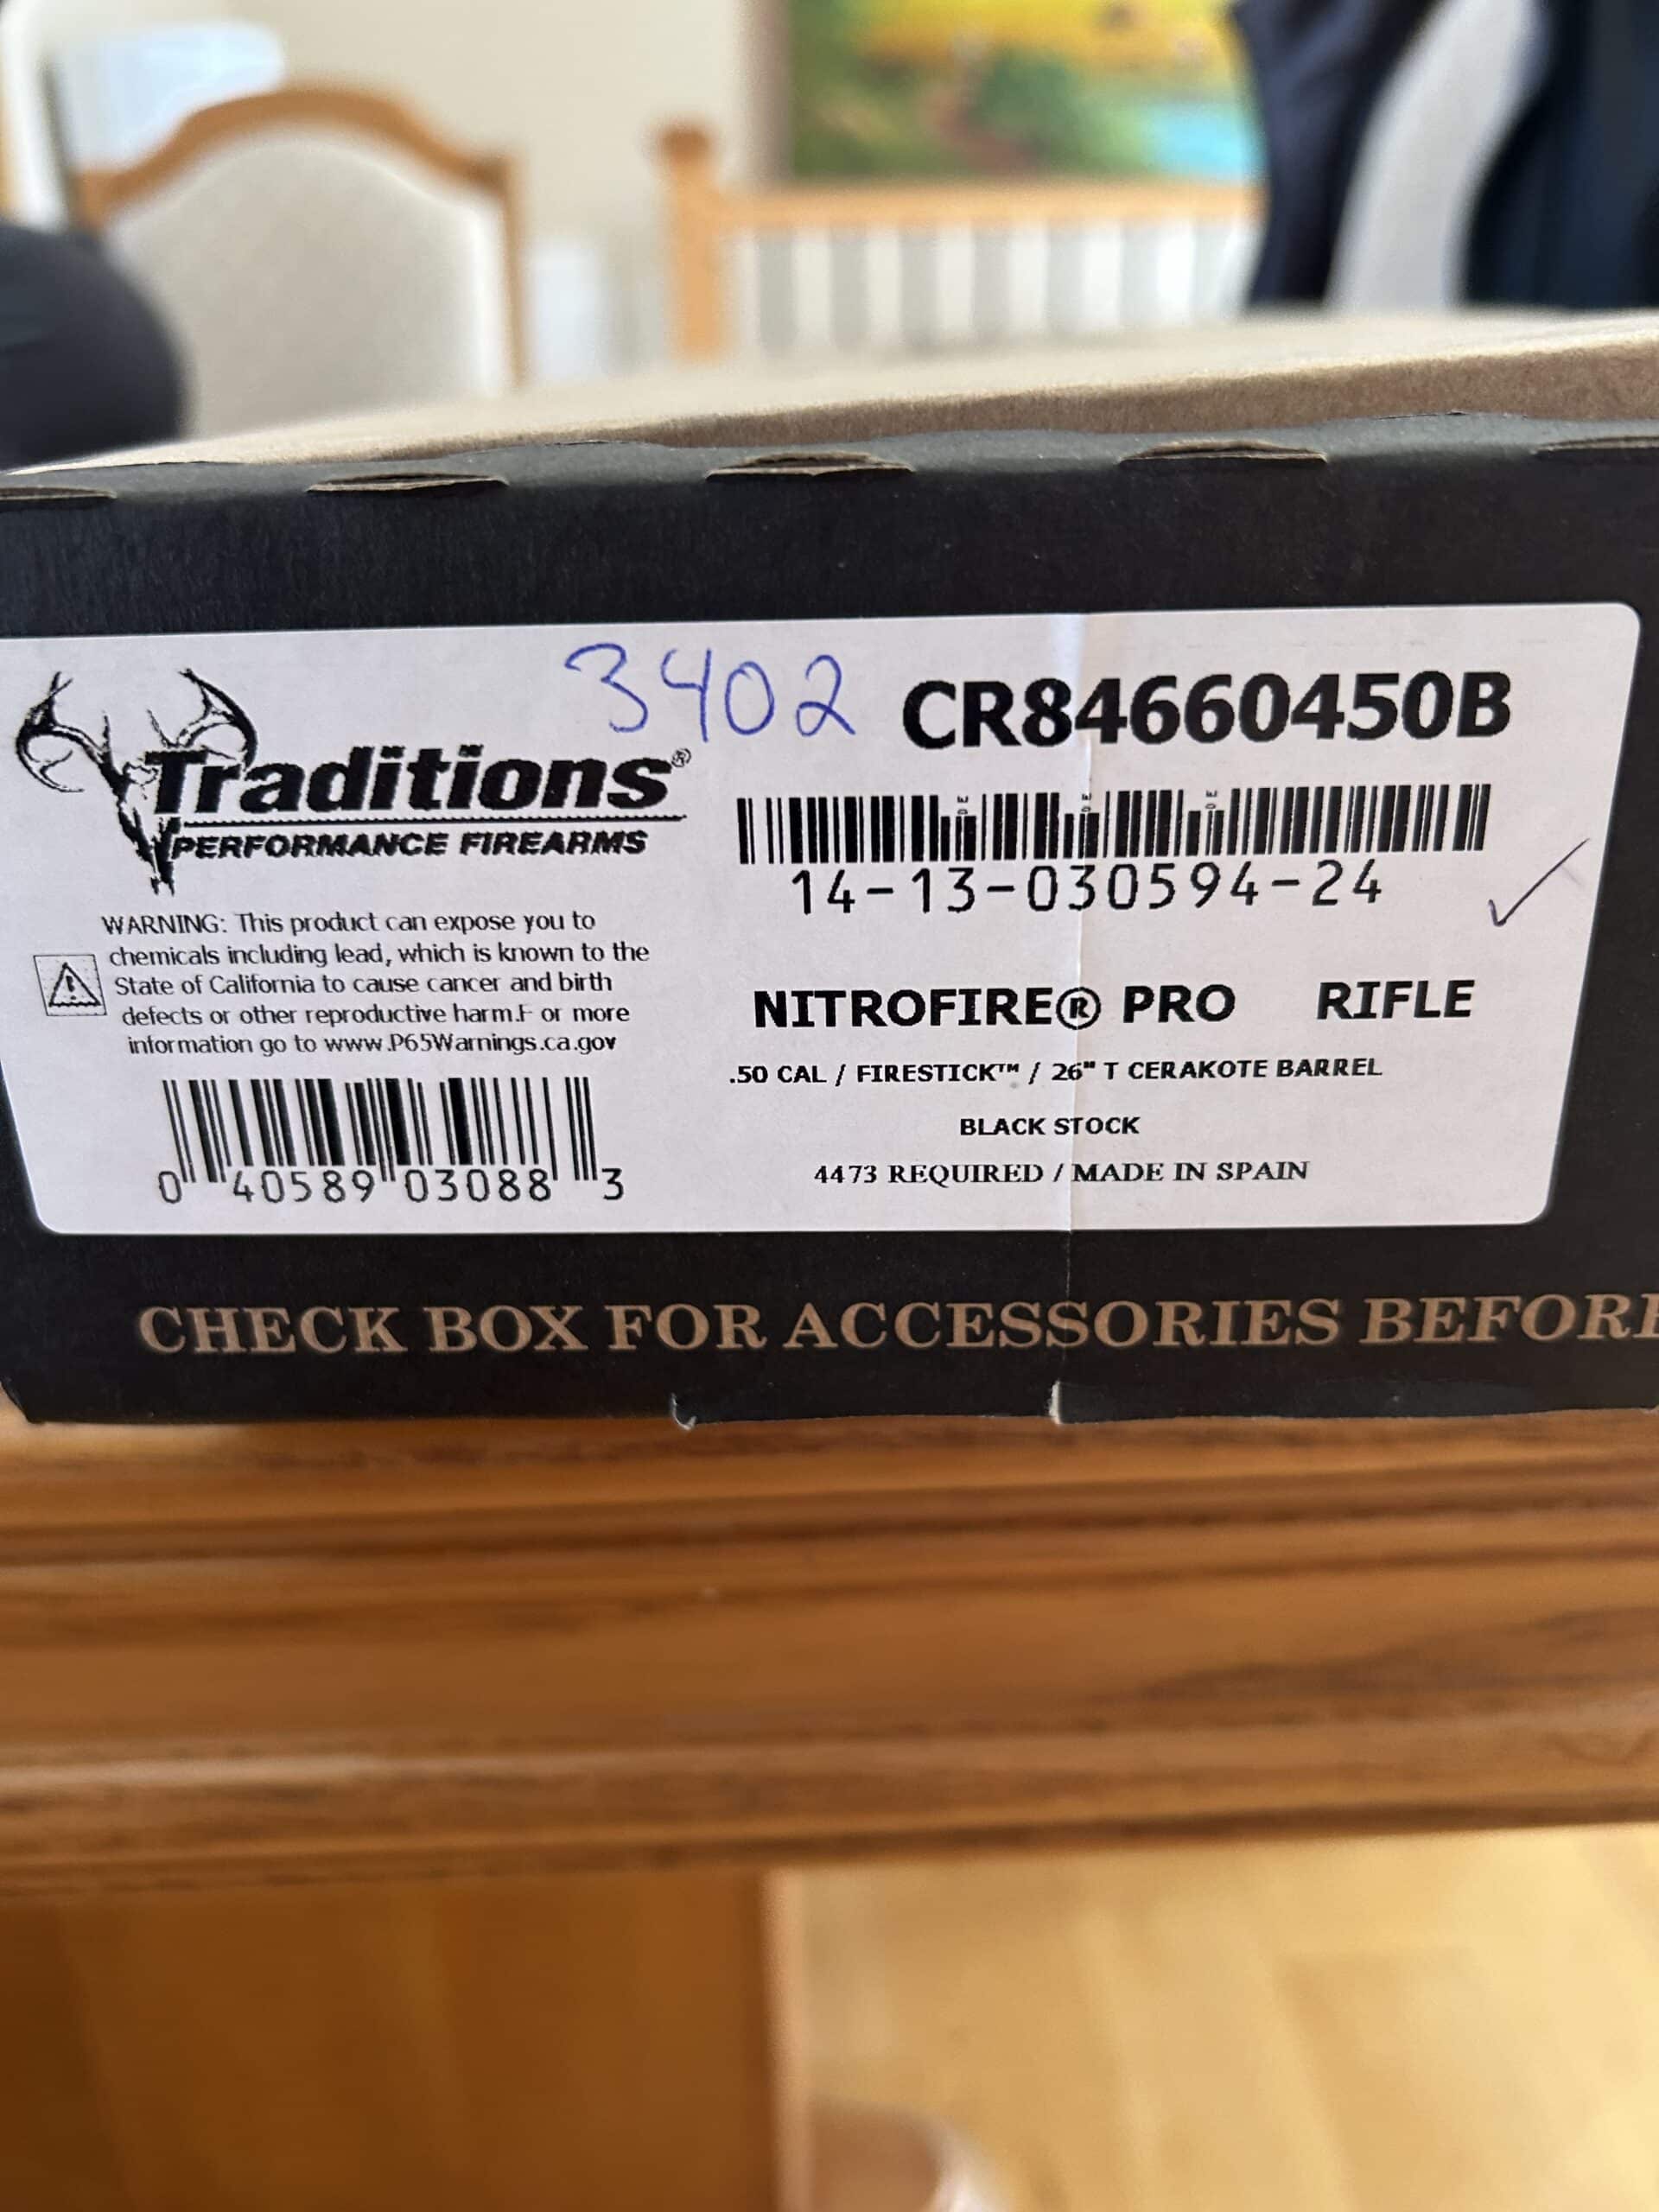 3402
CR84660450B
Traditions®
PERFORMANCE FIREARMS
14-13-030594-24
WARNING: This product can expose you to
chemicals including lead, which is known to the
State of California to cause cancer and birth
defects or other reproductive harm.F or more
information go to www.P65Warnings.ca.gov
NITROFIRE® PRO RIFLE
.50 CAL / FIRESTICK™ / 26" T CERAKOTE BARREL
BLACK STOCK
4473 REQUIRED / MADE IN SPAIN
0 40589 03088 3
CHECK BOX FOR ACCESSORIES BEFORE